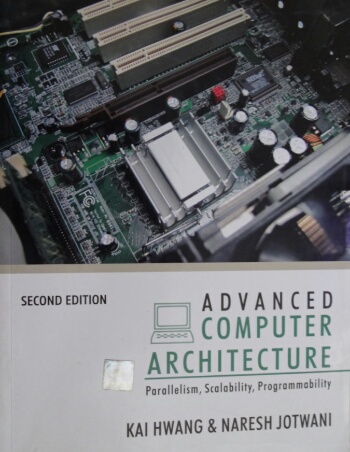 SECOND EDITION
ADVANCED
COMPUTER
ARCHITECTURE
Parallelism, Scalability, Programmability
KAI HWANG & NARESH JOTWANI